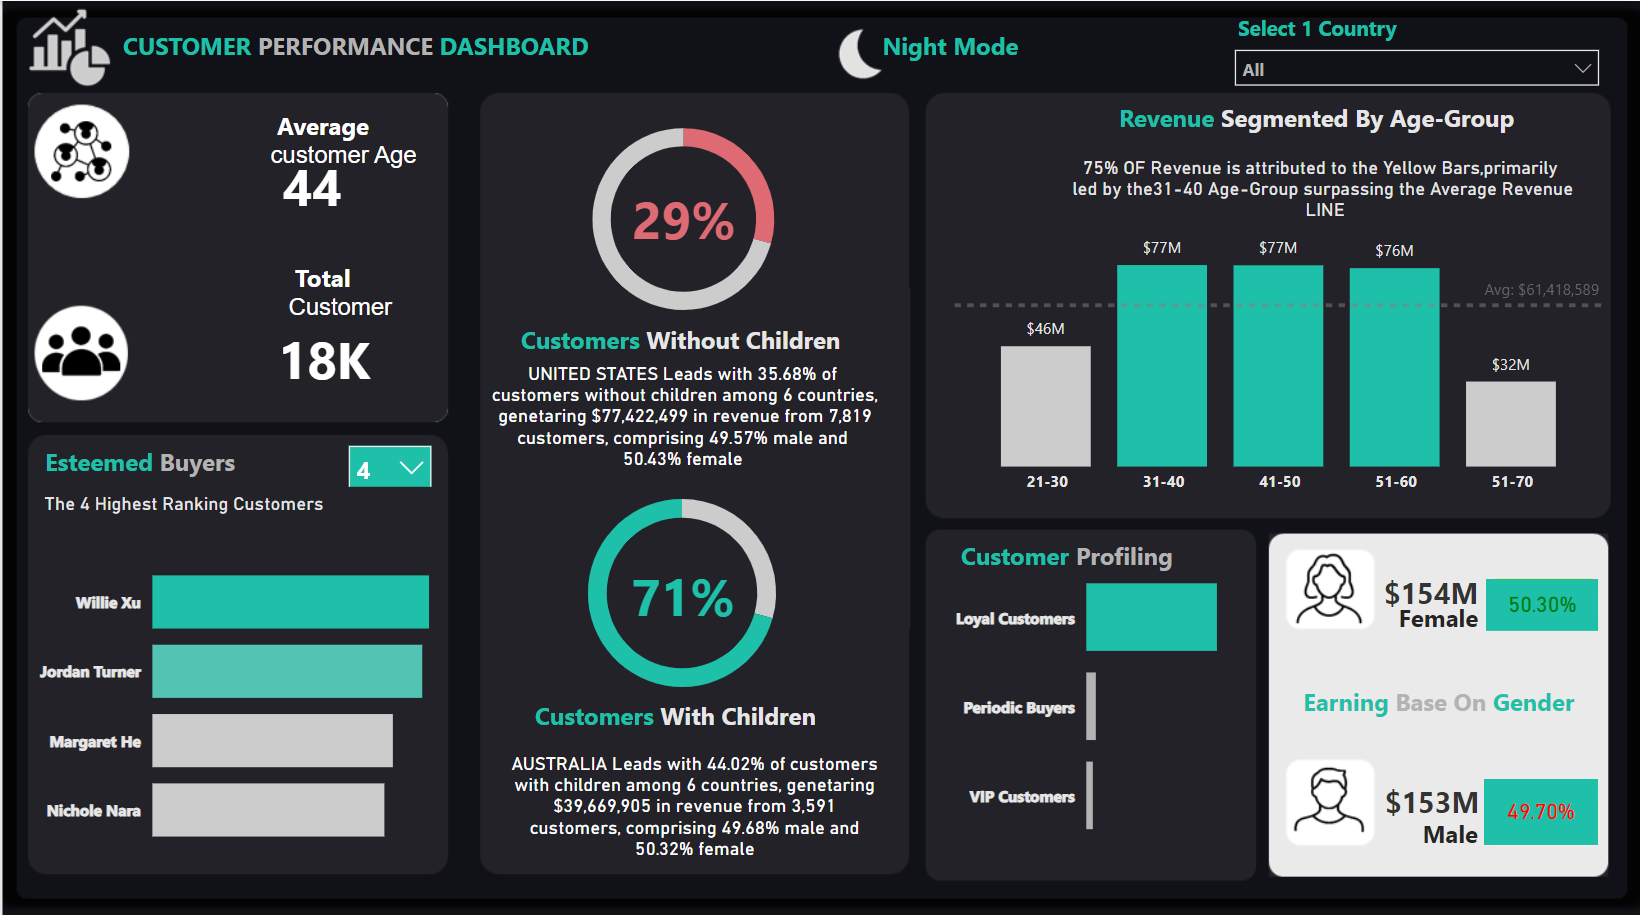 CUSTOMER PERFORMANCE DASHBOARD
Night Mode
Select 1 Country
All
Average
customer Age
44
Total
Customer
18K
Esteemed Buyers
4
The 4 Highest Ranking Customers
Willie Xu
Jordan Turner
Margaret He
Nichole Nara
29%
Customers Without Children
UNITED STATES Leads with 35.68% of
customers without children among 6 countries,
genetaring $77,422,499 in revenue from 7,819
customers, comprising 49.57% male and
50.43% female
71%
Customers With Children
AUSTRALIA Leads with 44.02% of customers
with children among 6 countries, genetaring
$39,669,905 in revenue from 3,591
customers, comprising 49.68% male and
50.32% female
Revenue Segmented By Age-Group
75% OF Revenue is attributed to the Yellow Bars,primarily
led by the31-40 Age-Group surpassing the Average Revenue
LINE
$77M
$77M
$76M
Avg: $61,418,589
$46M
$32M
21-30
31-40
41-50
51-60
51-70
Customer Profiling
Loyal Customers
Periodic Buyers
VIP Customers
$154M
Female
50.30%
Earning Base On Gender
$153M
Male
49.70%